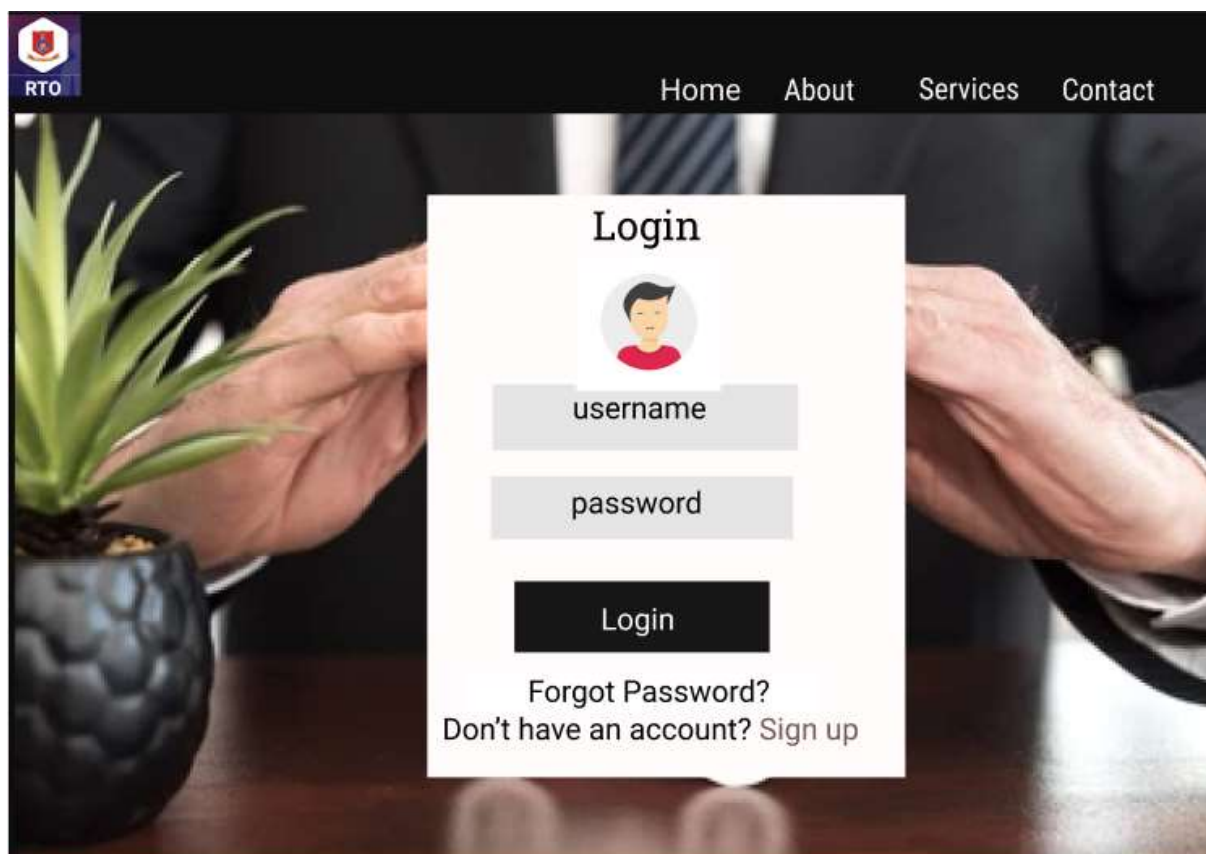 RTO
Home About Services Contact
Login
username
password
Login
Forgot Password?
Don't have an account? Sign up